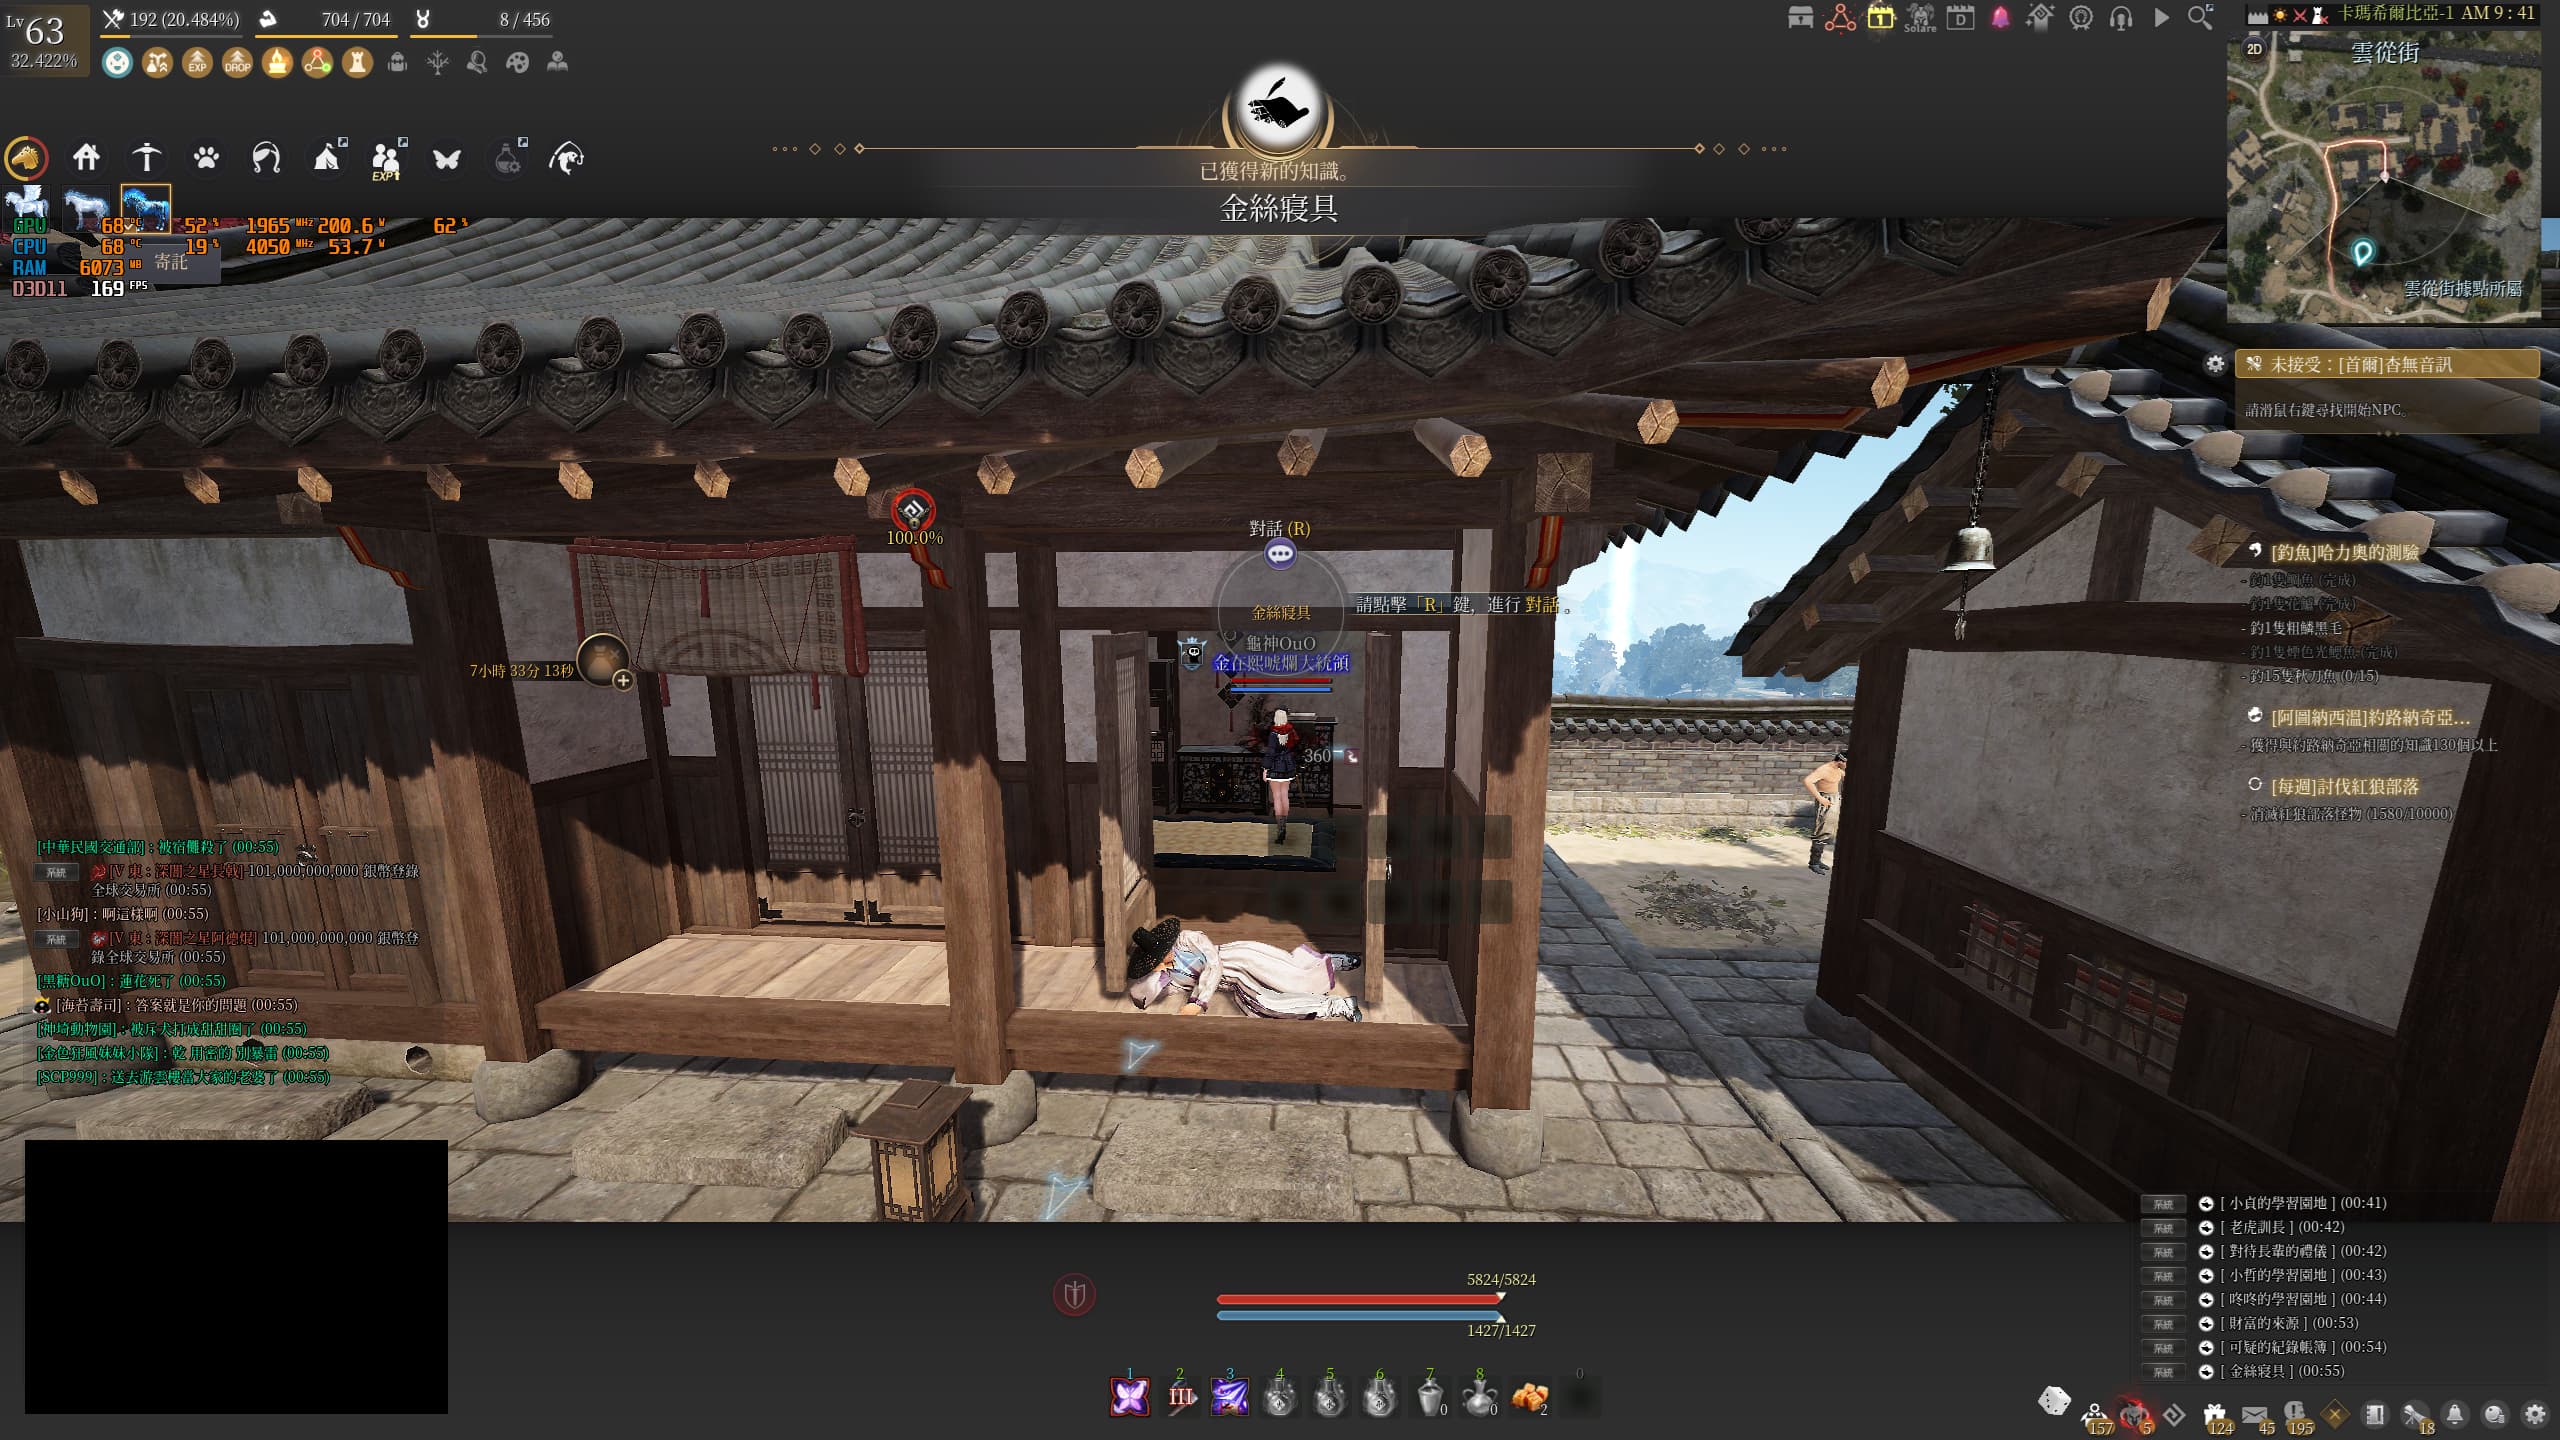 Lv 63
32.422%
192 (20.484%)
704 / 704
8 / 456
EXP
DROP
Solare
卡瑪希爾比亞-1 AM 9 : 41
2D
雲從街
雲從街據點所屬
EXP↑
已獲得新的知識。
金絲寢具
GPU 68 °C 52 % 1965 MHz 200.6 W 62 %
CPU 68 °C 19 % 4050 MHz 53.7 W
RAM 6073 MB
寄託
D3D11 169 FPS
未接受：[首爾]杳無音訊
請滑鼠右鍵尋找開始NPC。
100.0%
對話 (R)
金絲寢具
請點擊「R」鍵，進行 對話 。
龜神OuO
金在熙唬爛大統領
360
7小時 33分 13秒
[釣魚]哈力奧的測驗
- 釣1隻鯛魚 (完成)
- 釣1隻花鱸 (完成)
- 釣1隻粗鱗黑毛
- 釣15隻秋刀魚 (0/15)
[阿圖納西溫]約路納奇亞...
- 獲得與約路納奇亞相關的知識130個以上
[每週]討伐紅狼部落
- 消滅紅狼部落怪物 (1580/10000)
[中華民國交通部] : 被宿儺殺了 (00:55)
系統 [V 東：深闇之星長戟] 101,000,000,000 銀幣登錄
全球交易所 (00:55)
[小山狗] : 啊這樣啊 (00:55)
系統 [V 東：深闇之星阿德焜] 101,000,000,000 銀幣登
錄全球交易所 (00:55)
[黑糖OuO] : 蓮花死了 (00:55)
[海苔壽司] : 答案就是你的問題 (00:55)
[神埼動物園] : 被斥犬打成甜甜圈了 (00:55)
[金色狂風妹妹小隊] : 乾 用密的 別暴雷 (00:55)
[SCP999] : 送去游雲樓當大家的老婆了 (00:55)
系統 [ 小貞的學習園地 ] (00:41)
系統 [ 老虎訓長 ] (00:42)
系統 [ 對待長輩的禮儀 ] (00:42)
系統 [ 小哲的學習園地 ] (00:43)
系統 [ 咚咚的學習園地 ] (00:44)
系統 [ 財富的來源 ] (00:53)
系統 [ 可疑的紀錄帳簿 ] (00:54)
系統 [ 金絲寢具 ] (00:55)
5824/5824
1427/1427
1 2 3 4 5 6 7 8 0
III 0 0 2
157 5 124 45 195 18